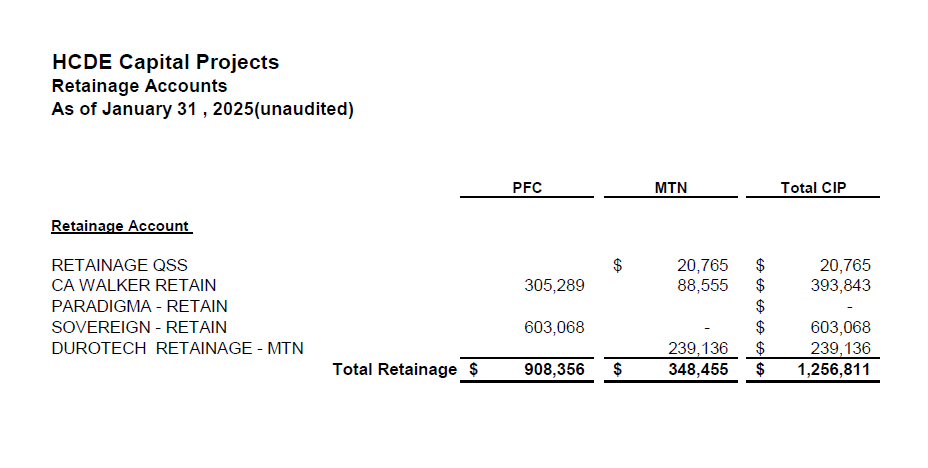 HCDE Capital Projects
Retainage Accounts
As of January 31 , 2025(unaudited)
PFC MTN Total CIP
Retainage Account
RETAINAGE QSS $ 20,765 $ 20,765
CA WALKER RETAIN 305,289 88,555 $ 393,843
PARADIGMA - RETAIN $ -
SOVEREIGN - RETAIN 603,068 - $ 603,068
DUROTECH RETAINAGE - MTN 239,136 $ 239,136
Total Retainage $ 908,356 $ 348,455 $ 1,256,811